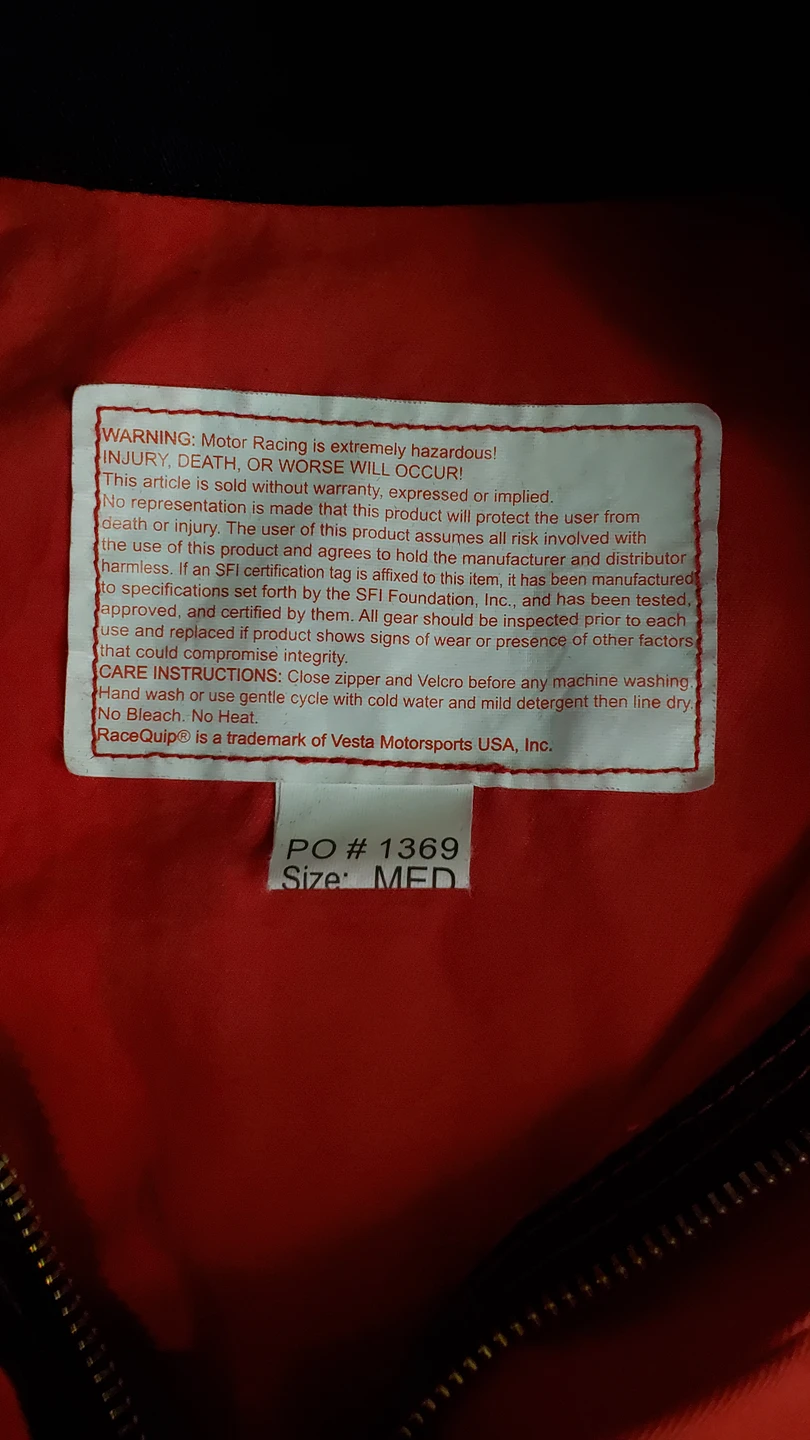 WARNING: Motor Racing is extremely hazardous!
INJURY, DEATH, OR WORSE WILL OCCUR!
This article is sold without warranty, expressed or implied.
No representation is made that this product will protect the user from
death or injury. The user of this product assumes all risk involved with
the use of this product and agrees to hold the manufacturer and distributor
harmless. If an SFI certification tag is affixed to this item, it has been manufactured
to specifications set forth by the SFI Foundation, Inc., and has been tested,
approved, and certified by them. All gear should be inspected prior to each
use and replaced if product shows signs of wear or presence of other factors
that could compromise integrity.
CARE INSTRUCTIONS: Close zipper and Velcro before any machine washing.
Hand wash or use gentle cycle with cold water and mild detergent then line dry.
No Bleach. No Heat.
RaceQuip® is a trademark of Vesta Motorsports USA, Inc.
PO # 1369
Size: MED